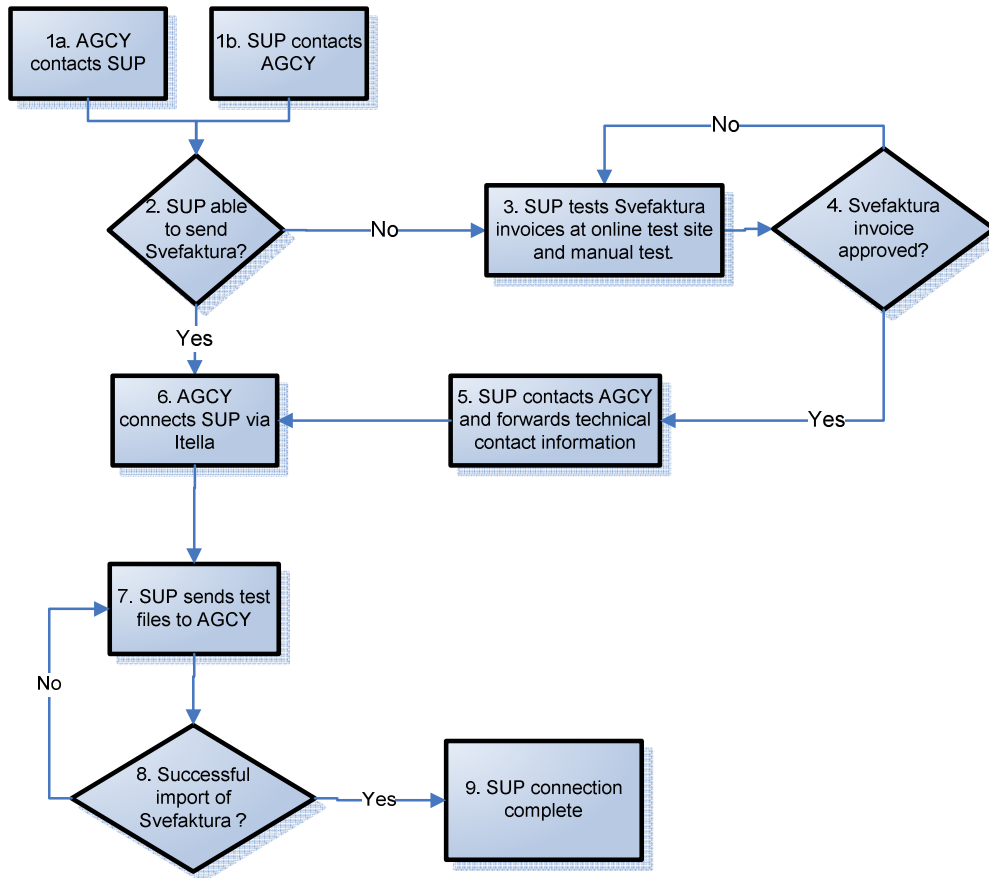 1a. AGCY
contacts SUP
1b. SUP contacts
AGCY
No
2. SUP able
to send
Svefaktura?
No
3. SUP tests Svefaktura
invoices at online test site
and manual test.
4. Svefaktura
invoice
approved?
Yes
6. AGCY
connects SUP via
Itella
5. SUP contacts AGCY
and forwards technical
contact information
Yes
7. SUP sends test
files to AGCY
No
8. Successful
import of
Svefaktura ?
Yes
9. SUP connection
complete